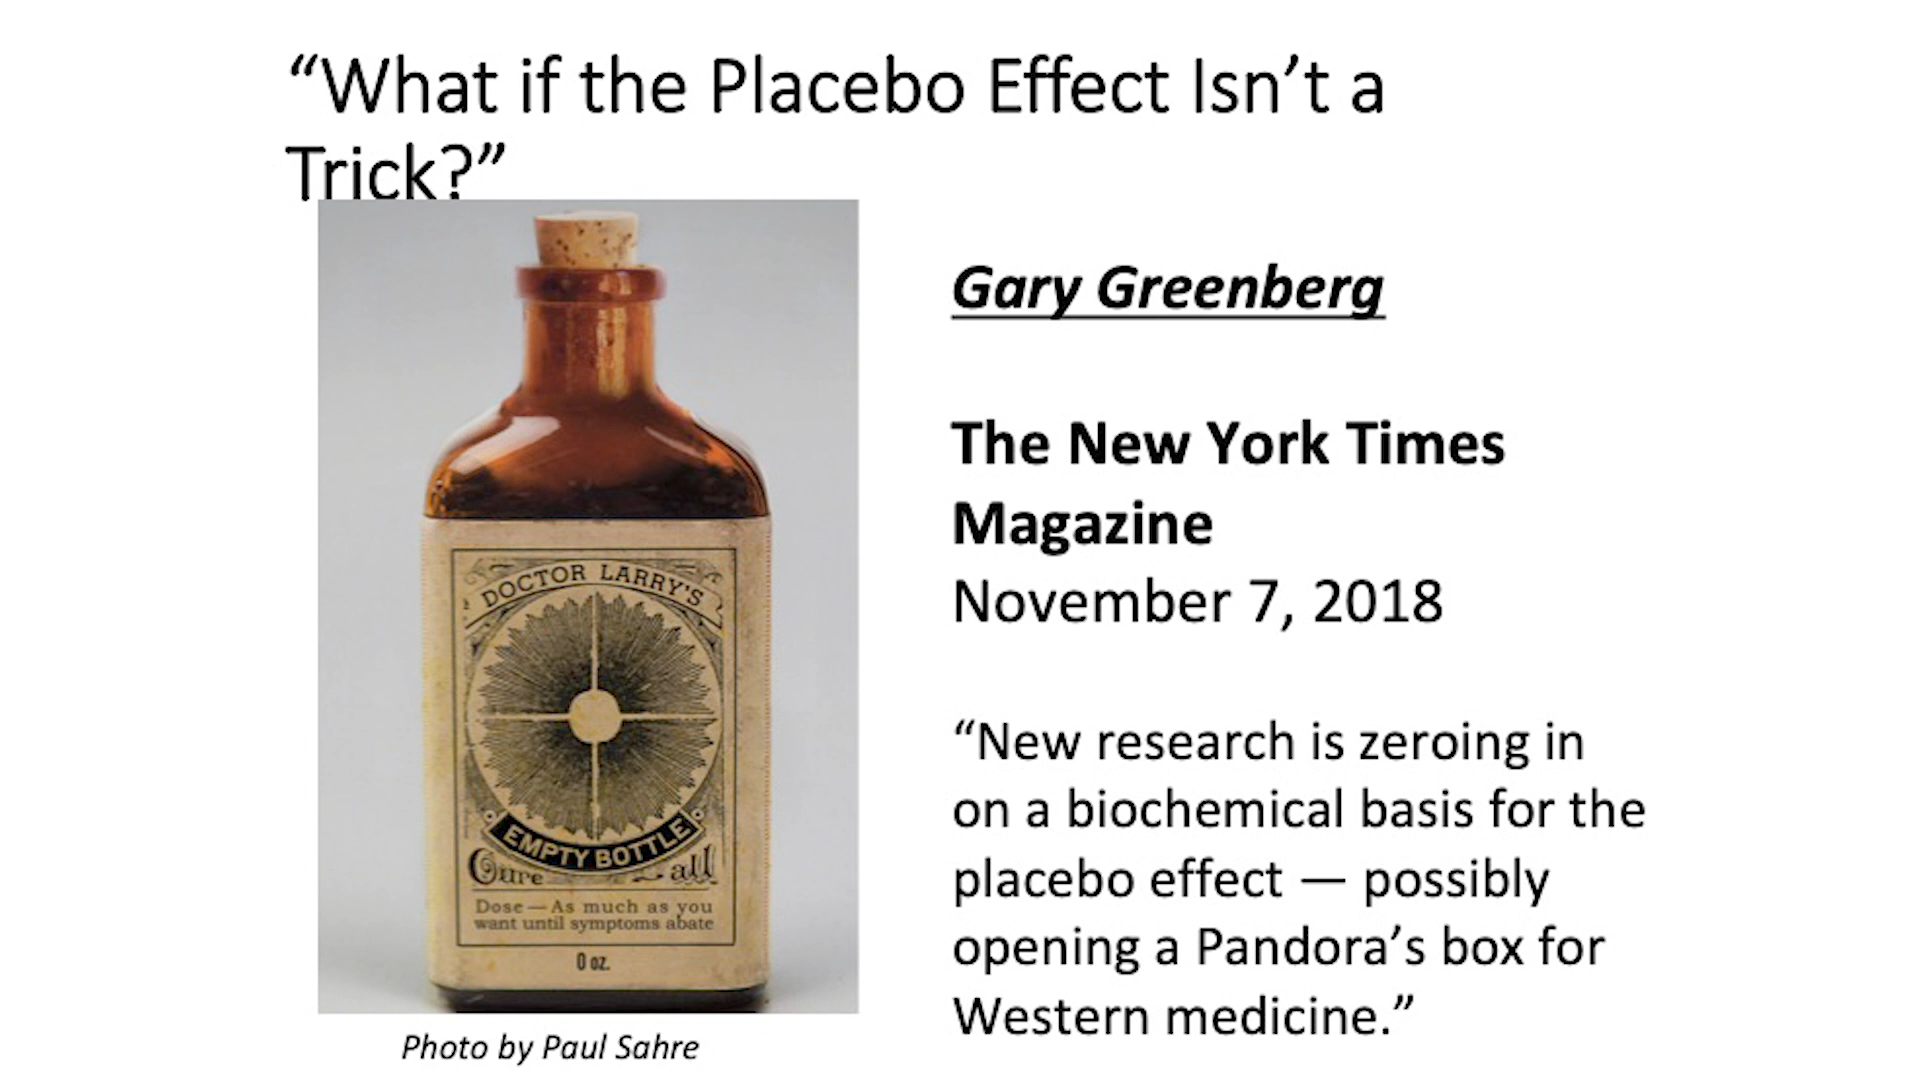 “What if the Placebo Effect Isn’t a
Trick?”
Gary Greenberg
The New York Times
Magazine
November 7, 2018
“New research is zeroing in
on a biochemical basis for the
placebo effect — possibly
opening a Pandora’s box for
Western medicine.”
DOCTOR LARRY'S
EMPTY BOTTLE
Cure all
Dose — As much as you
want until symptoms abate
0 oz.
Photo by Paul Sahre